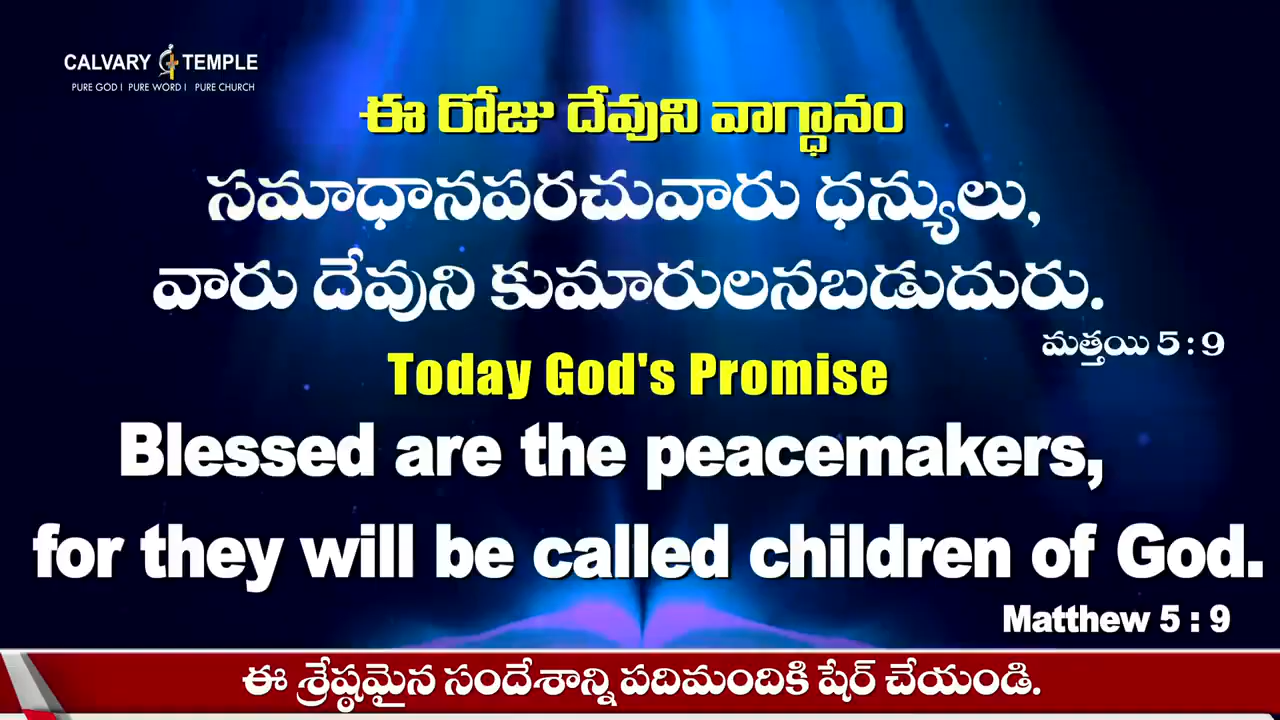 CALVARY TEMPLE
PURE GOD | PURE WORD | PURE CHURCH
ఈ రోజు దేవుని వాగ్ధానం
సమాధానపరచువారు ధన్యులు,
వారు దేవుని కుమారులనబడుదురు.
మత్తయి 5 : 9
Today God's Promise
Blessed are the peacemakers,
for they will be called children of God.
Matthew 5 : 9
ఈ శ్రేష్ఠమైన సందేశాన్ని పదిమందికి షేర్ చేయండి.